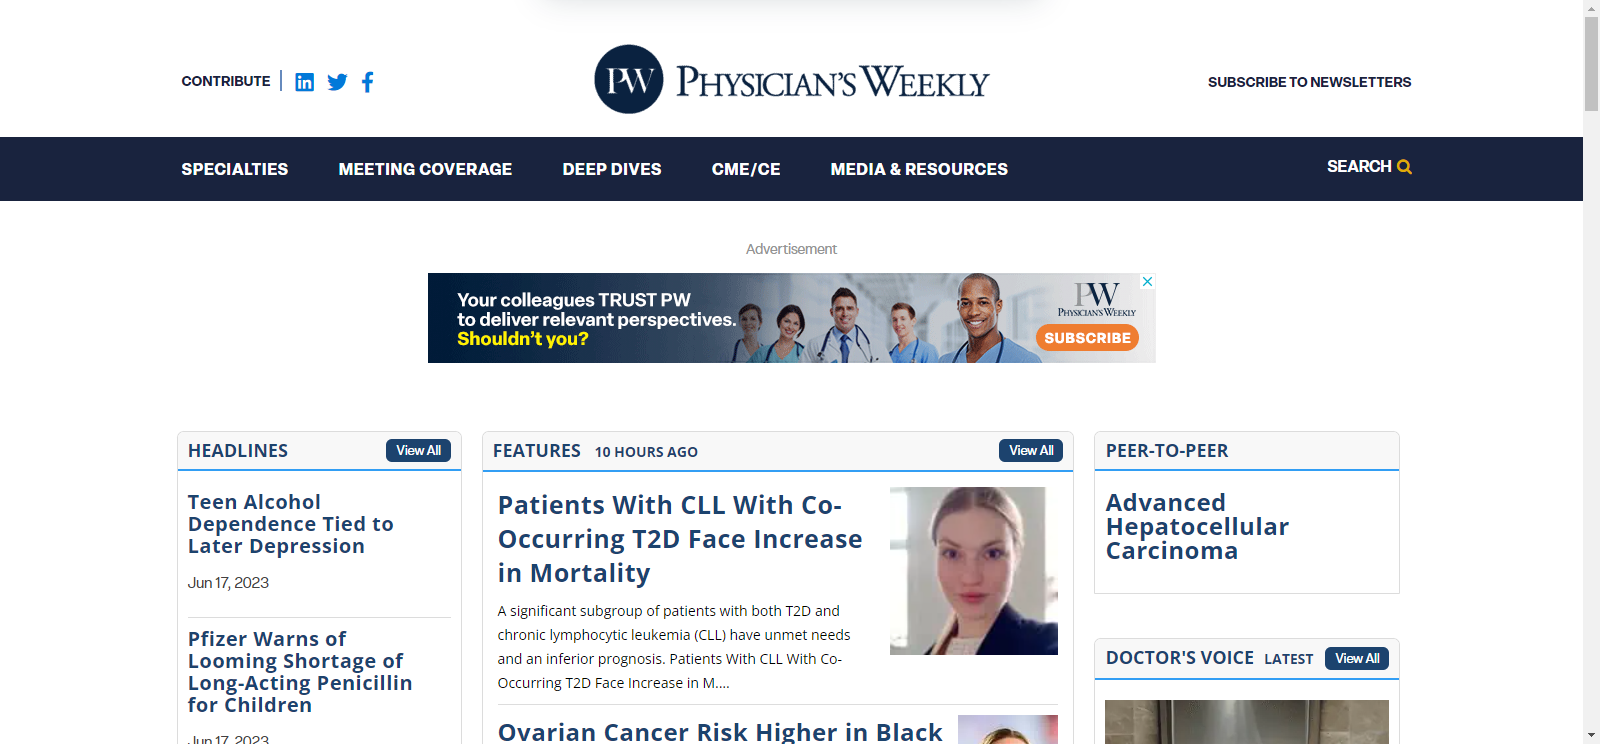 CONTRIBUTE
PW PHYSICIAN'S WEEKLY
SUBSCRIBE TO NEWSLETTERS
SPECIALTIES
MEETING COVERAGE
DEEP DIVES
CME/CE
MEDIA & RESOURCES
SEARCH
Advertisement
Your colleagues TRUST PW
to deliver relevant perspectives.
Shouldn't you?
PW
PHYSICIAN'S WEEKLY
SUBSCRIBE
HEADLINES
View All
Teen Alcohol
Dependence Tied to
Later Depression
Jun 17, 2023
Pfizer Warns of
Looming Shortage of
Long-Acting Penicillin
for Children
Jun 17, 2023
FEATURES
10 HOURS AGO
View All
Patients With CLL With Co-
Occurring T2D Face Increase
in Mortality
A significant subgroup of patients with both T2D and
chronic lymphocytic leukemia (CLL) have unmet needs
and an inferior prognosis. Patients With CLL With Co-
Occurring T2D Face Increase in M....
Ovarian Cancer Risk Higher in Black
PEER-TO-PEER
Advanced
Hepatocellular
Carcinoma
DOCTOR'S VOICE
LATEST
View All